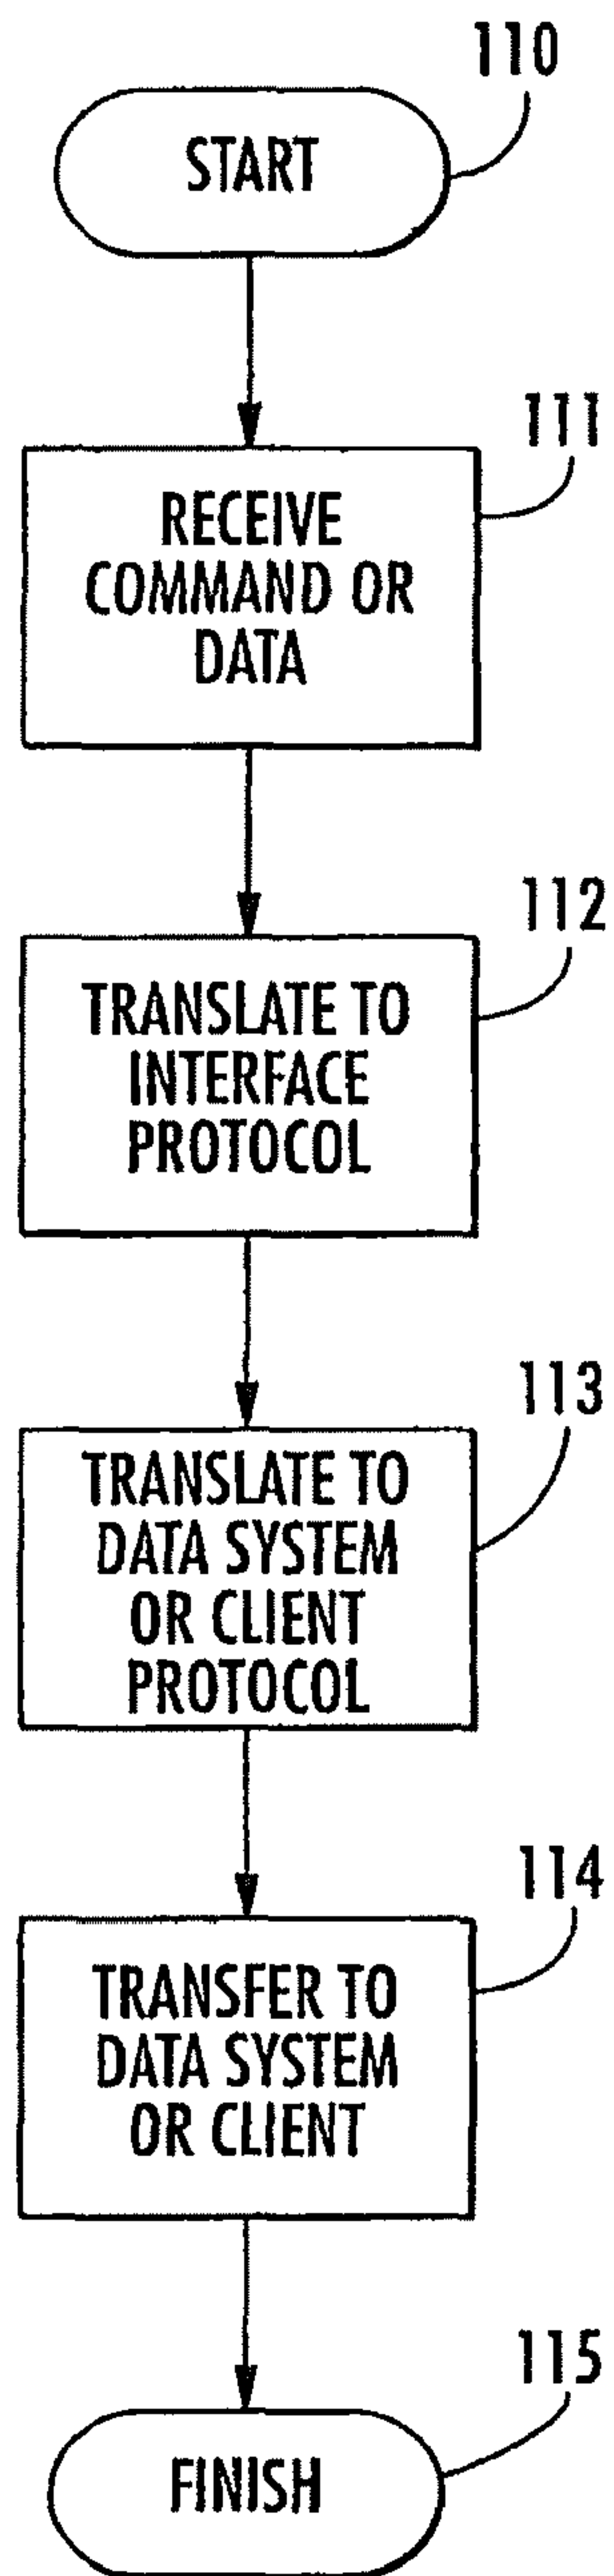 110
START
111
RECEIVE
COMMAND OR
DATA
112
TRANSLATE TO
INTERFACE
PROTOCOL
113
TRANSLATE TO
DATA SYSTEM
OR CLIENT
PROTOCOL
114
TRANSFER TO
DATA SYSTEM
OR CLIENT
115
FINISH